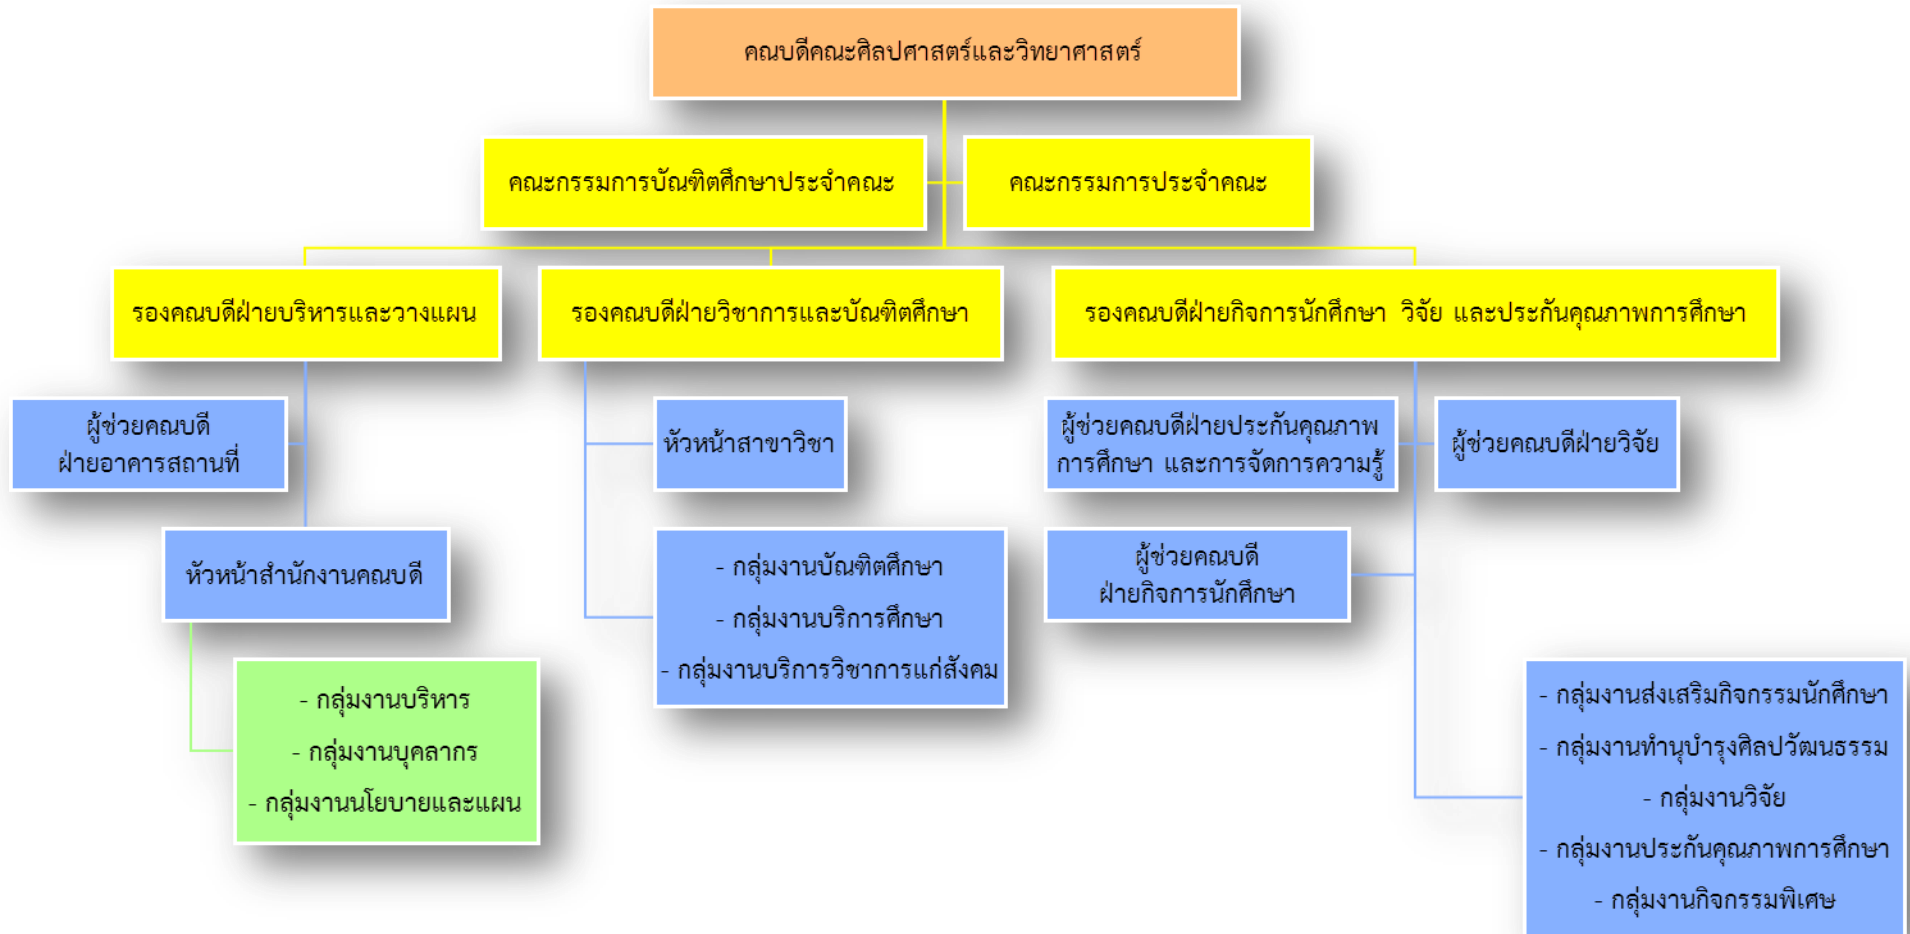 คณบดีคณะศิลปศาสตร์และวิทยาศาสตร์
คณะกรรมการบัณฑิตศึกษาประจำคณะ
คณะกรรมการประจำคณะ
รองคณบดีฝ่ายบริหารและวางแผน
รองคณบดีฝ่ายวิชาการและบัณฑิตศึกษา
รองคณบดีฝ่ายกิจการนักศึกษา วิจัย และประกันคุณภาพการศึกษา
ผู้ช่วยคณบดี
ฝ่ายอาคารสถานที่
หัวหน้าสาขาวิชา
ผู้ช่วยคณบดีฝ่ายประกันคุณภาพ
การศึกษา และการจัดการความรู้
ผู้ช่วยคณบดีฝ่ายวิจัย
หัวหน้าสำนักงานคณบดี
- กลุ่มงานบัณฑิตศึกษา
- กลุ่มงานบริการศึกษา
- กลุ่มงานบริการวิชาการแก่สังคม
ผู้ช่วยคณบดี
ฝ่ายกิจการนักศึกษา
- กลุ่มงานบริหาร
- กลุ่มงานบุคลากร
- กลุ่มงานนโยบายและแผน
- กลุ่มงานส่งเสริมกิจกรรมนักศึกษา
- กลุ่มงานทำนุบำรุงศิลปวัฒนธรรม
- กลุ่มงานวิจัย
- กลุ่มงานประกันคุณภาพการศึกษา
- กลุ่มงานกิจกรรมพิเศษ